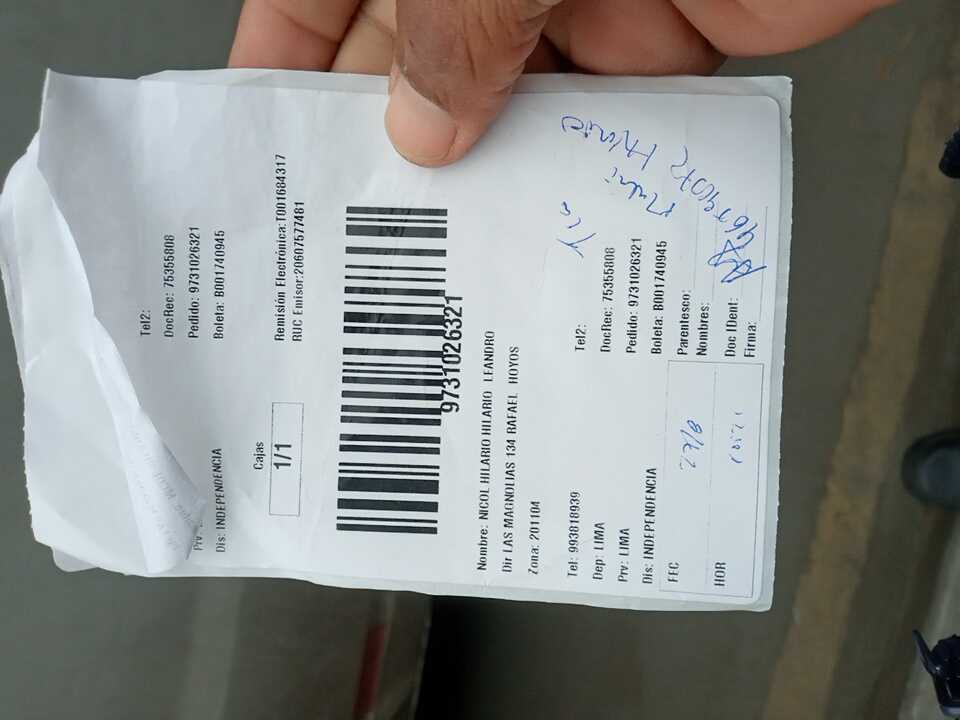 Tel2:
DocRec: 75355808
Pedido: 9731026321
Boleta: B001740945
Dis: INDEPENDENCIA
Remisión Electrónica:T001684317
RUC Emisor:20607577481
Cajas
1/1
9731026321
Nombre: NICOL HILARIO HILARIO LEANDRO
Dir LAS MAGNOLIAS 134 RAFAEL HOYOS
Zona: 201104
Tel: 993818939
Tel2:
Dep: LIMA
DocRec: 75355808
Prv: LIMA
Pedido: 9731026321
Dis: INDEPENDENCIA
Boleta: B001740945
FEC
Parentesco:
Nombres:
HOR
Doc IDent:
Firma: